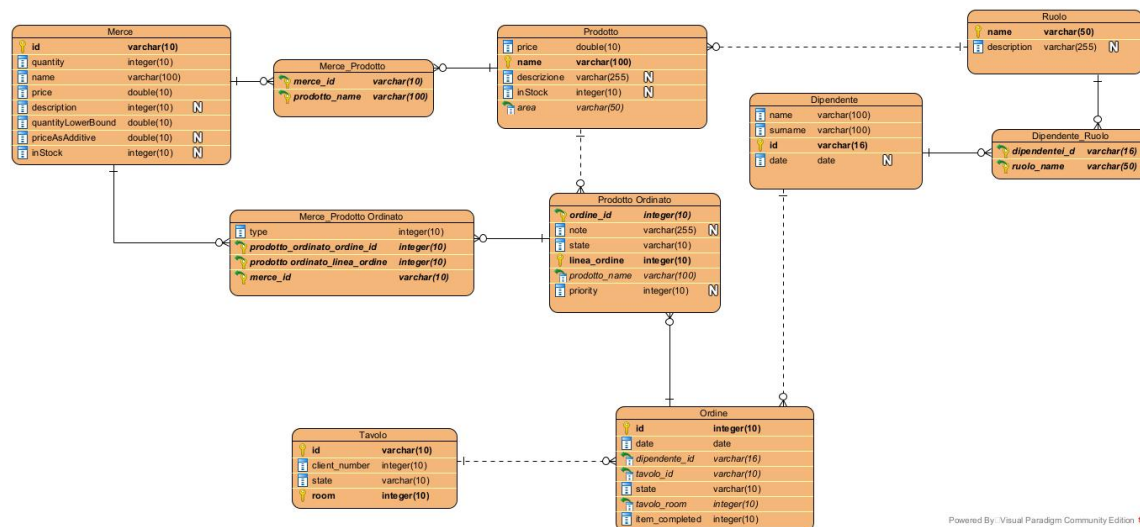 Merce
id varchar(10)
quantity integer(10)
name varchar(100)
price double(10)
description integer(10) N
quantityLowerBound double(10)
priceAsAdditive double(10) N
inStock integer(10) N
Merce_Prodotto
merce_id varchar(10)
prodotto_name varchar(100)
Prodotto
price double(10)
name varchar(100)
descrizione varchar(255) N
inStock integer(10) N
area varchar(50)
Ruolo
name varchar(50)
description varchar(255) N
Dipendente
name varchar(100)
surname varchar(100)
id varchar(16)
date date N
Dipendente_Ruolo
dipendentei_d varchar(16)
ruolo_name varchar(50)
Merce_Prodotto Ordinato
type integer(10)
prodotto_ordinato_ordine_id integer(10)
prodotto ordinato_linea_ordine integer(10)
merce_id varchar(10)
Prodotto Ordinato
ordine_id integer(10)
note varchar(255) N
state varchar(10)
linea_ordine integer(10)
prodotto_name varchar(100)
priority integer(10) N
Tavolo
id varchar(10)
client_number integer(10)
state varchar(10)
room integer(10)
Ordine
id integer(10)
date date
dipendente_id varchar(16)
tavolo_id varchar(10)
state varchar(10)
tavolo_room integer(10)
item_completed integer(10)
Powered By: Visual Paradigm Community Edition